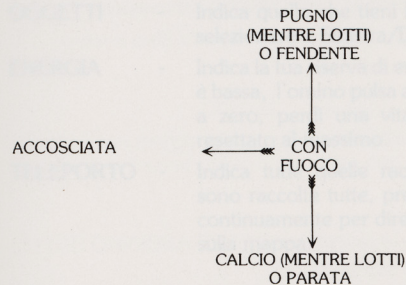 PUGNO
(MENTRE LOTTI)
O FENDENTE
ACCOSCIATA
CON
FUOCO
CALCIO (MENTRE LOTTI)
O PARATA